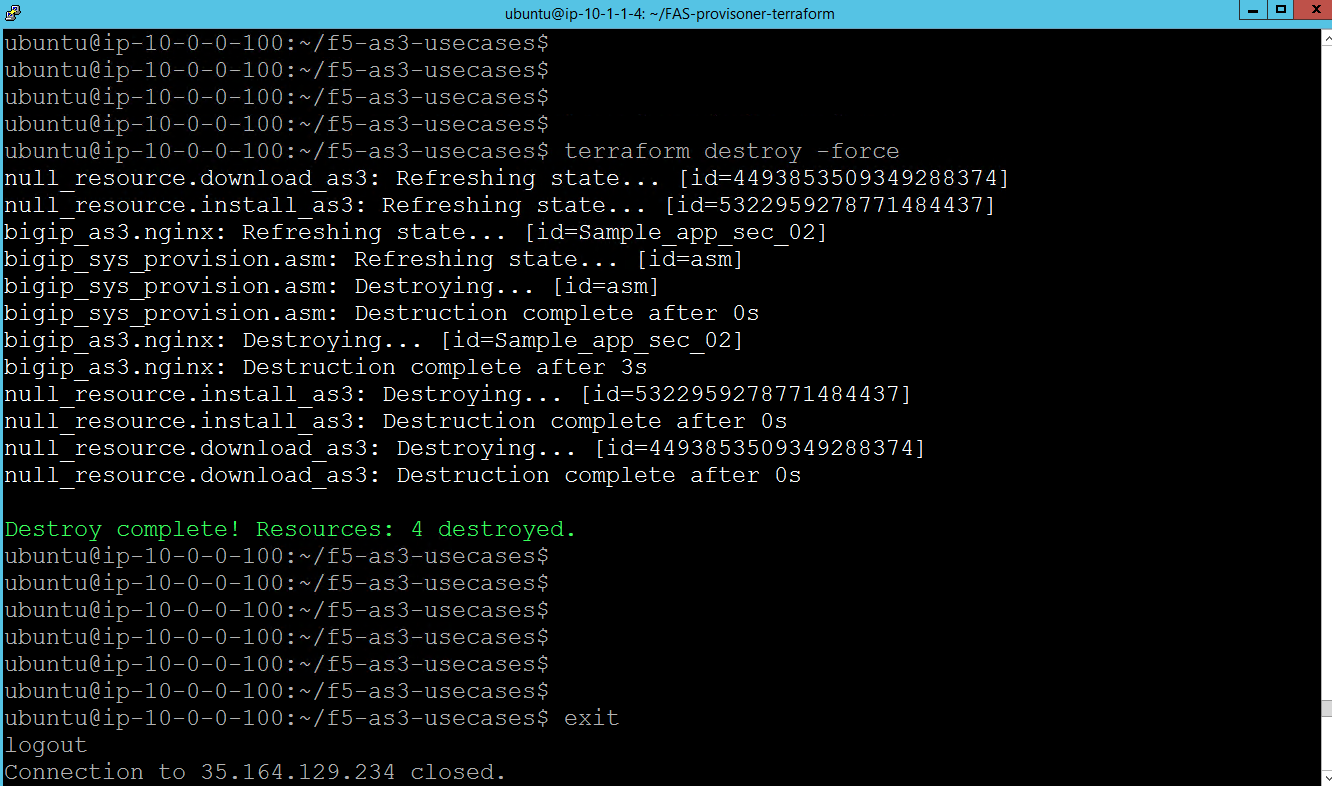 ubuntu@ip-10-1-1-4: ~/FAS-provisoner-terraform
ubuntu@ip-10-0-0-100:~/f5-as3-usecases$
ubuntu@ip-10-0-0-100:~/f5-as3-usecases$
ubuntu@ip-10-0-0-100:~/f5-as3-usecases$
ubuntu@ip-10-0-0-100:~/f5-as3-usecases$
ubuntu@ip-10-0-0-100:~/f5-as3-usecases$ terraform destroy -force
null_resource.download_as3: Refreshing state... [id=4493853509349288374]
null_resource.install_as3: Refreshing state... [id=5322959278771484437]
bigip_as3.nginx: Refreshing state... [id=Sample_app_sec_02]
bigip_sys_provision.asm: Refreshing state... [id=asm]
bigip_sys_provision.asm: Destroying... [id=asm]
bigip_sys_provision.asm: Destruction complete after 0s
bigip_as3.nginx: Destroying... [id=Sample_app_sec_02]
bigip_as3.nginx: Destruction complete after 3s
null_resource.install_as3: Destroying... [id=5322959278771484437]
null_resource.install_as3: Destruction complete after 0s
null_resource.download_as3: Destroying... [id=4493853509349288374]
null_resource.download_as3: Destruction complete after 0s
Destroy complete! Resources: 4 destroyed.
ubuntu@ip-10-0-0-100:~/f5-as3-usecases$
ubuntu@ip-10-0-0-100:~/f5-as3-usecases$
ubuntu@ip-10-0-0-100:~/f5-as3-usecases$
ubuntu@ip-10-0-0-100:~/f5-as3-usecases$
ubuntu@ip-10-0-0-100:~/f5-as3-usecases$
ubuntu@ip-10-0-0-100:~/f5-as3-usecases$
ubuntu@ip-10-0-0-100:~/f5-as3-usecases$ exit
logout
Connection to 35.164.129.234 closed.